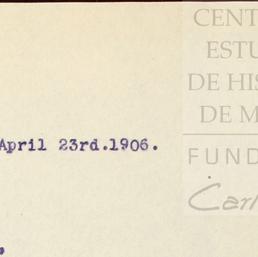 CENT
ESTU
DE HIS
DE M
FUND
Carl
April 23rd.1906.